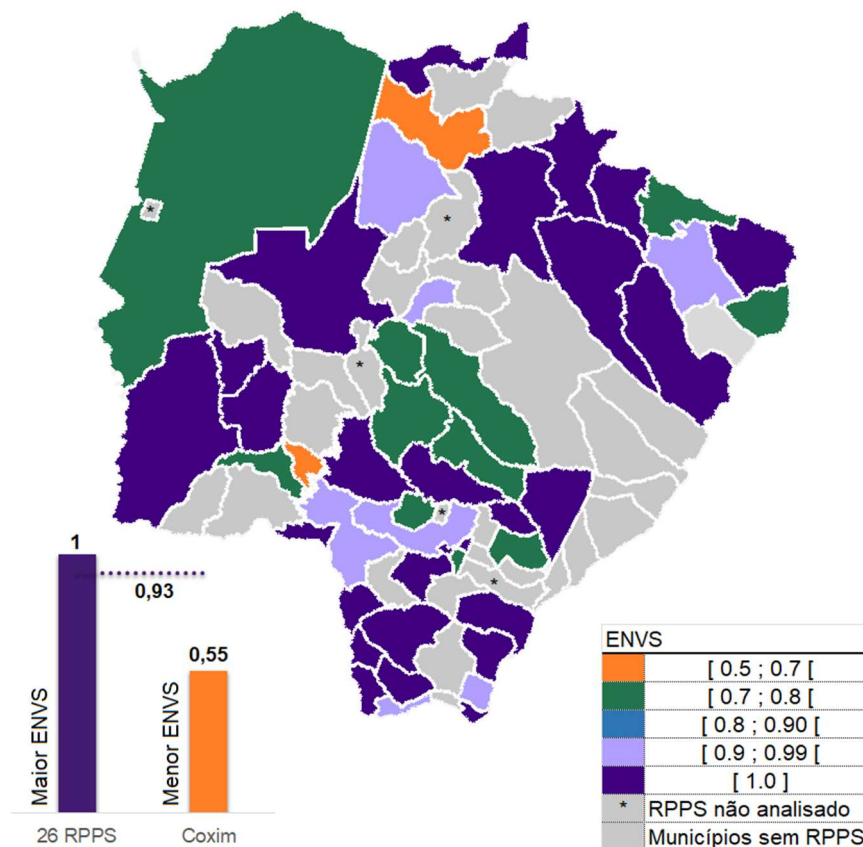 *
*
*
*
*
1
0,93
0,55
Maior ENVS
Menor ENVS
26 RPPS
Coxim
ENVS
[ 0.5 ; 0.7 [
[ 0.7 ; 0.8 [
[ 0.8 ; 0.90 [
[ 0.9 ; 0.99 [
[ 1.0 ]
* RPPS não analisado
Municípios sem RPPS